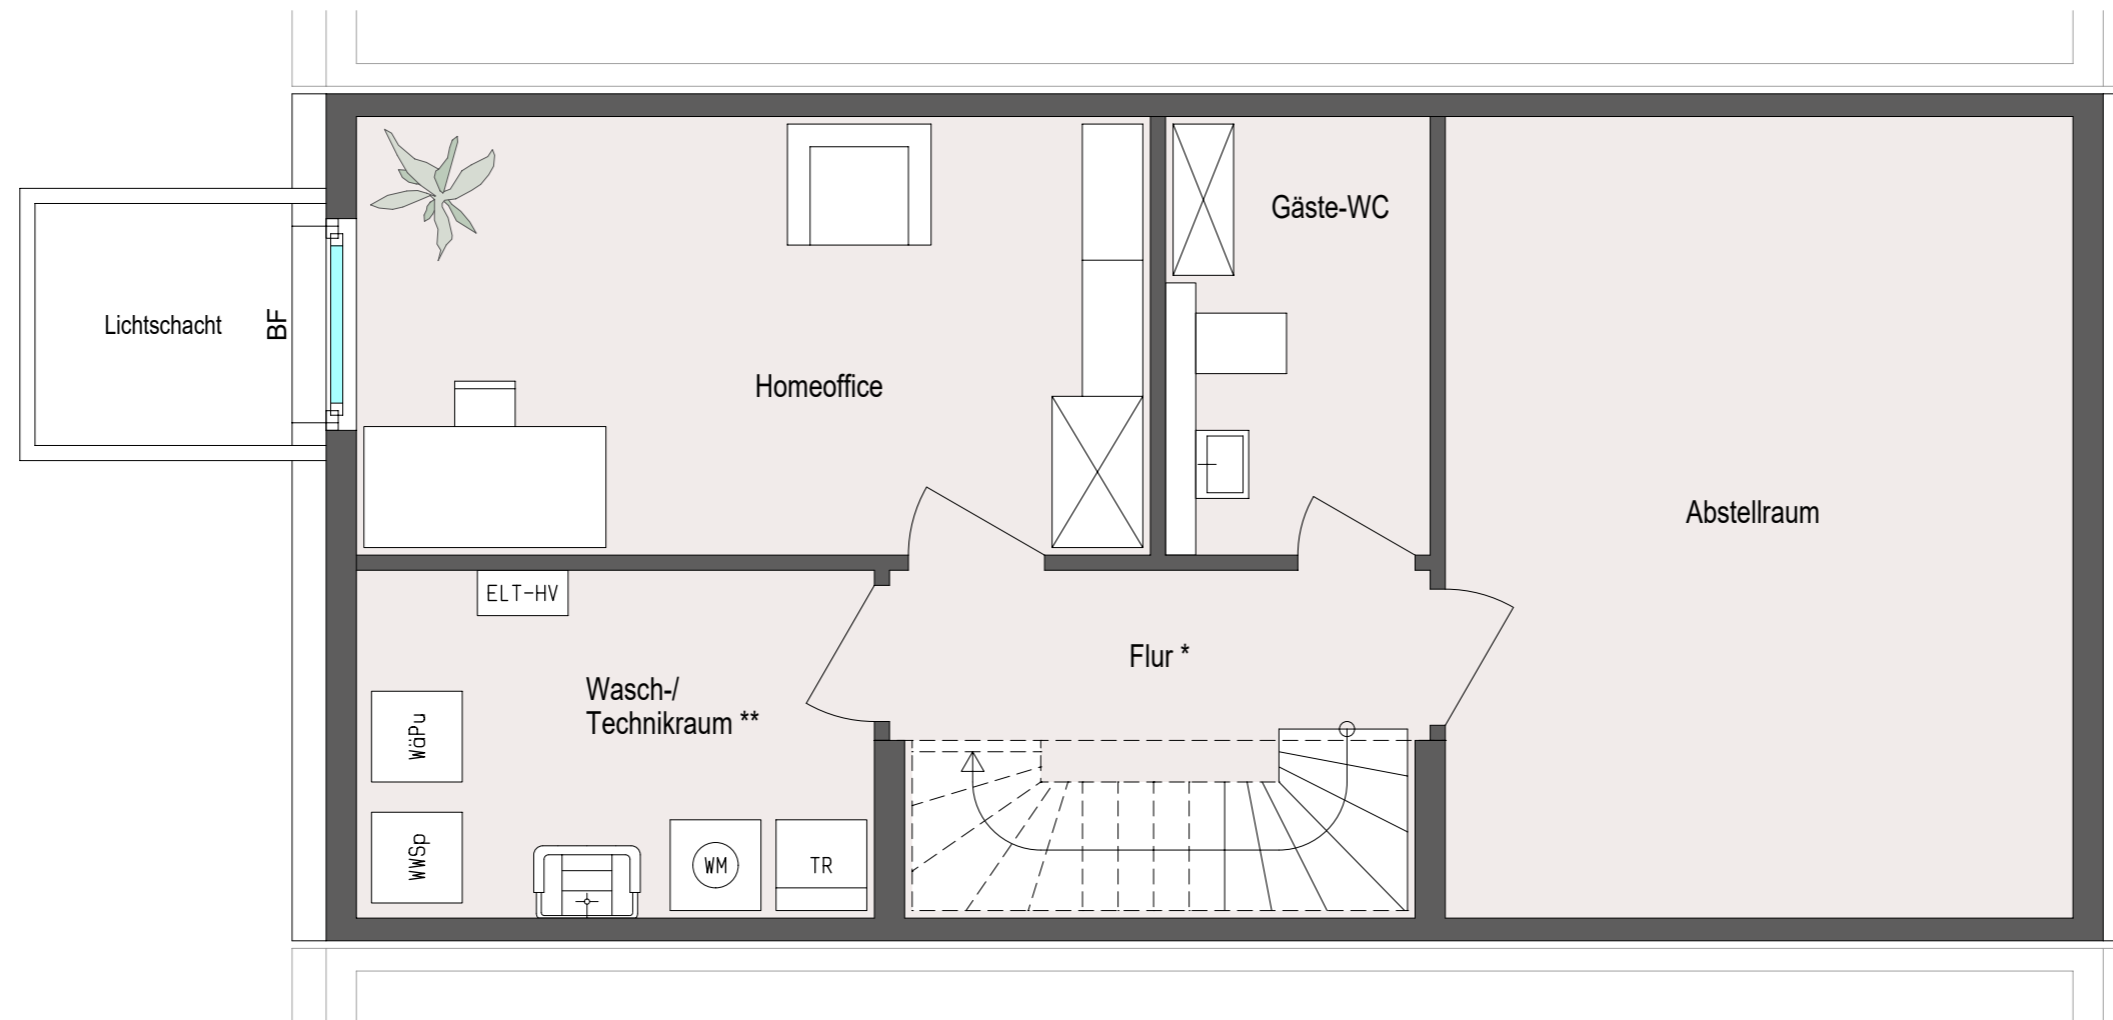 Gäste-WC
Lichtschacht
BF
Homeoffice
Abstellraum
ELT-HV
Flur *
Wasch-/
Technikraum **
WäPu
WWSp
WM
TR